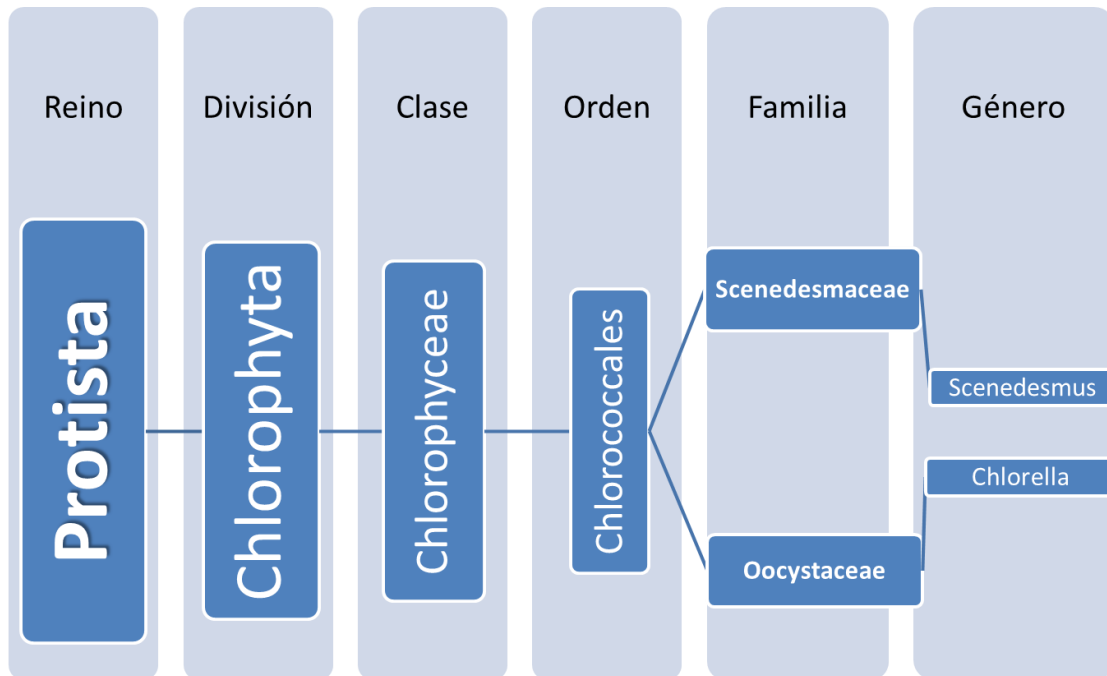 Reino
División
Clase
Orden
Familia
Género
Protista
Chlorophyta
Chlorophyceae
Chlorococcales
Scenedesmaceae
Oocystaceae
Scenedesmus
Chlorella